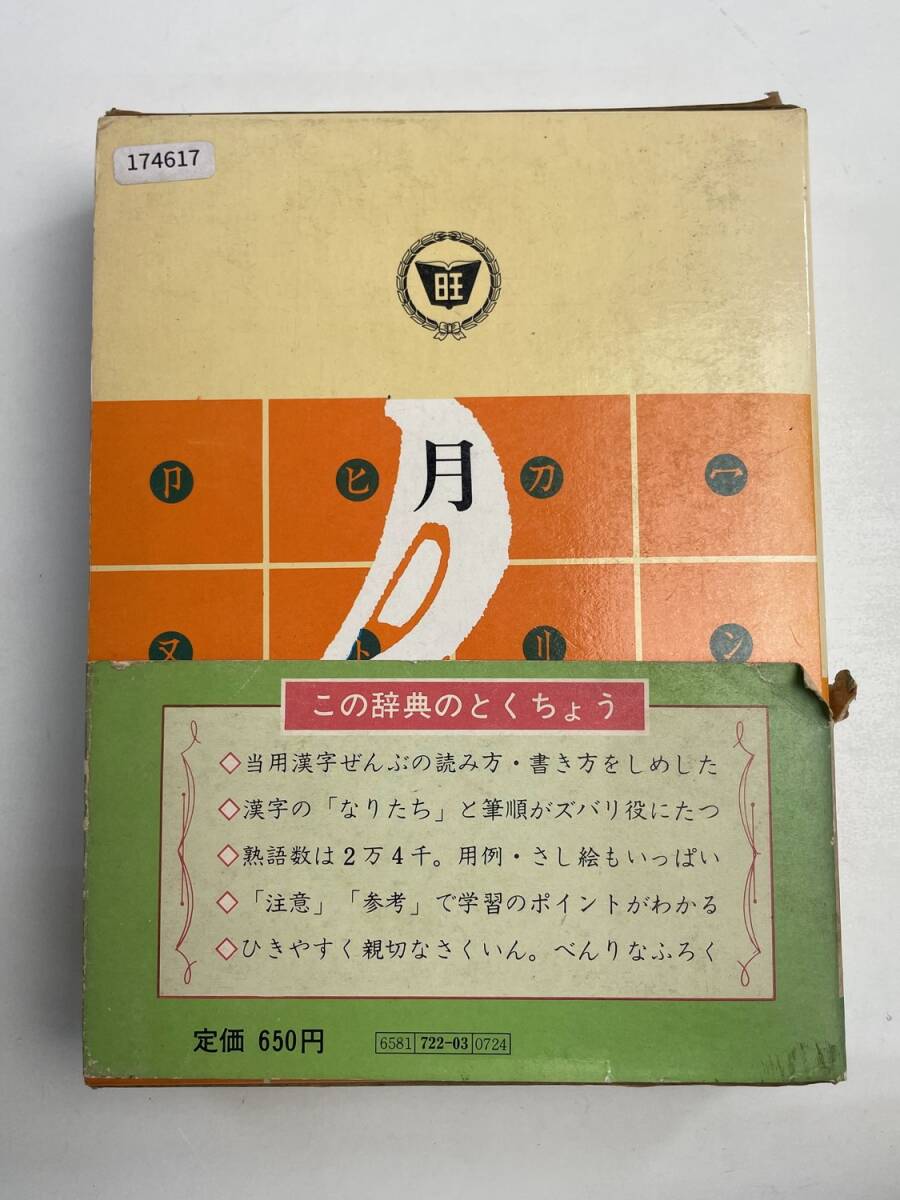 174617
旺
月
卩 ヒ 刀 冖
又 ト リ ン
この辞典のとくちょう
◇当用漢字ぜんぶの読み方・書き方をしめした
◇漢字の「なりたち」と筆順がズバリ役にたつ
◇熟語数は2万4千。用例・さし絵もいっぱい
◇「注意」「参考」で学習のポイントがわかる
◇ひきやすく親切なさくいん。べんりなふろく
定価 650円
6581 722-03 0724